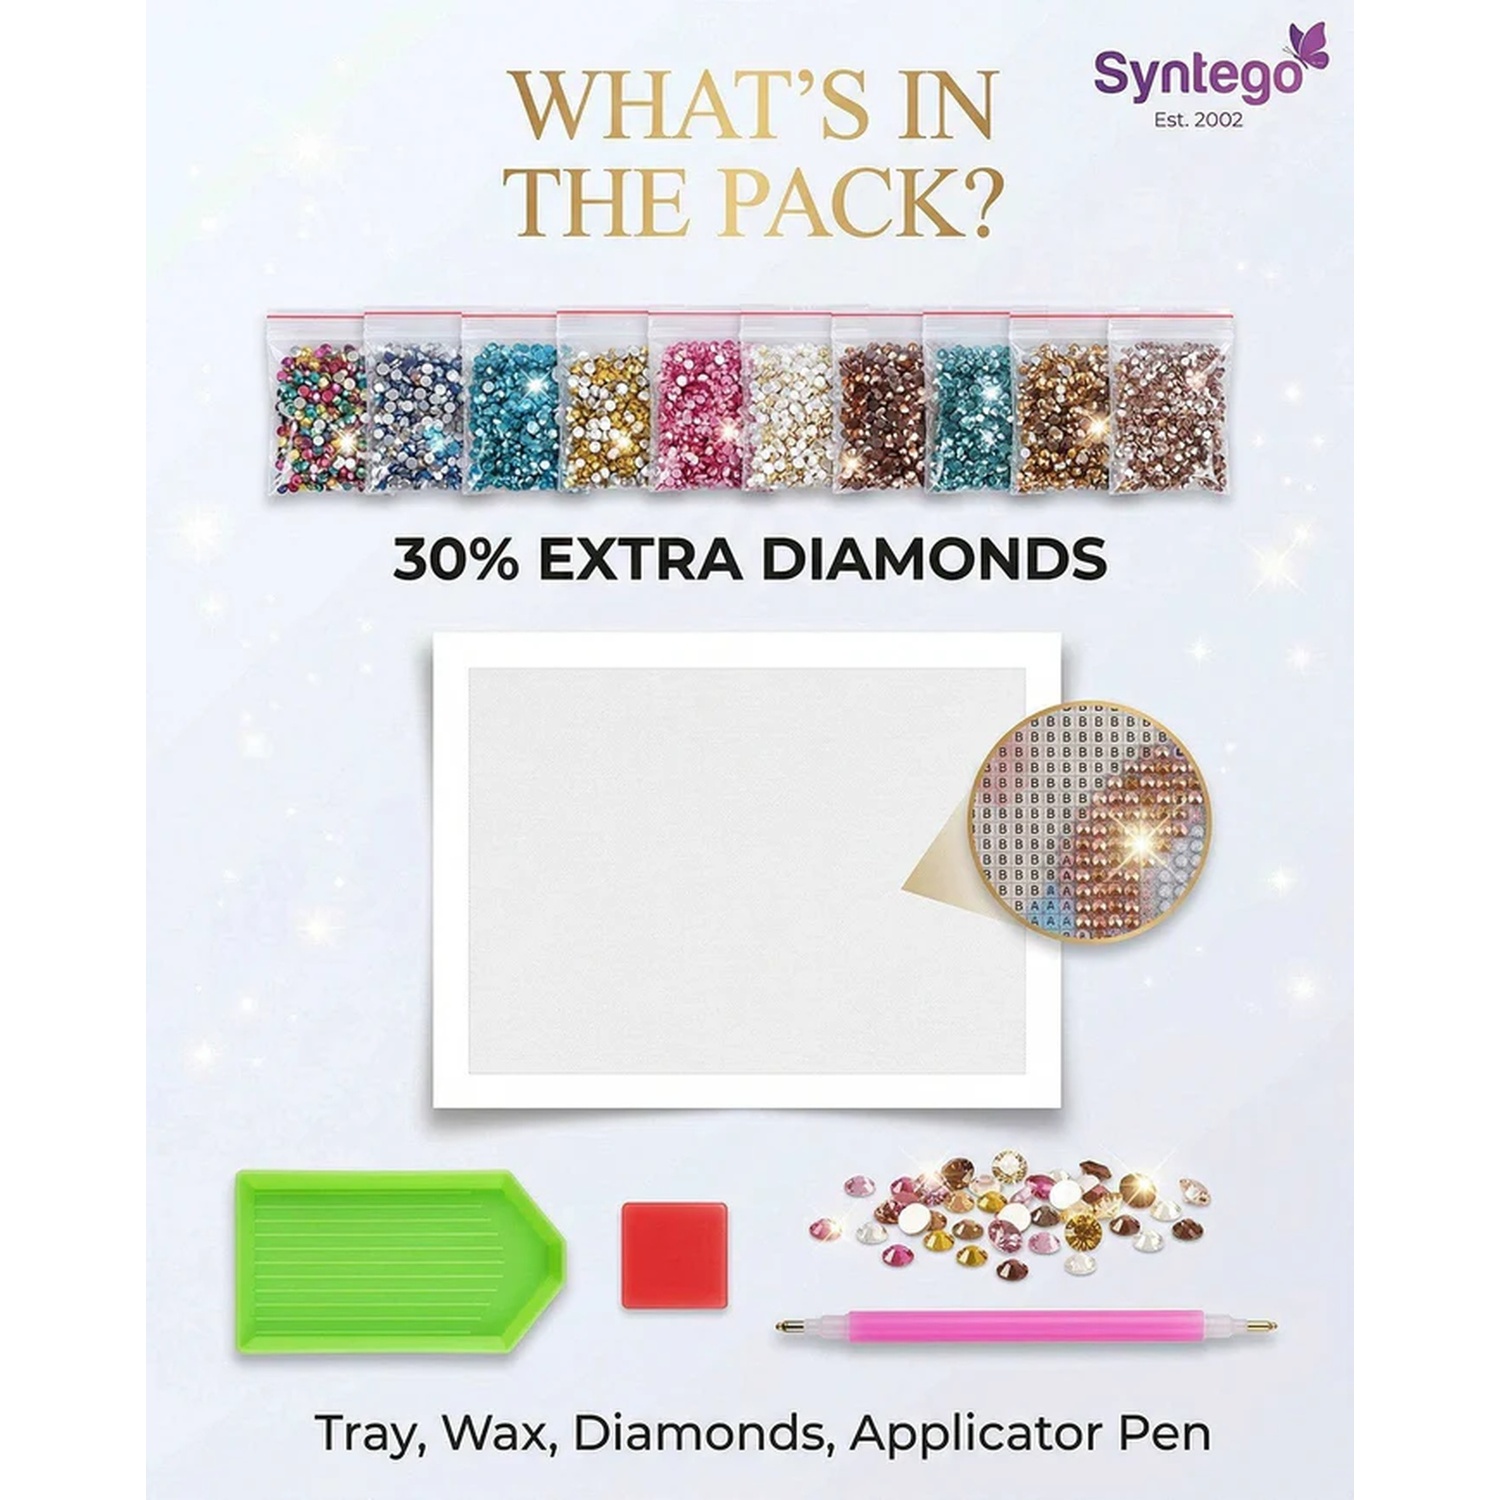 Syntego
Est. 2002
WHAT'S IN
THE PACK?
30% EXTRA DIAMONDS
Tray, Wax, Diamonds, Applicator Pen